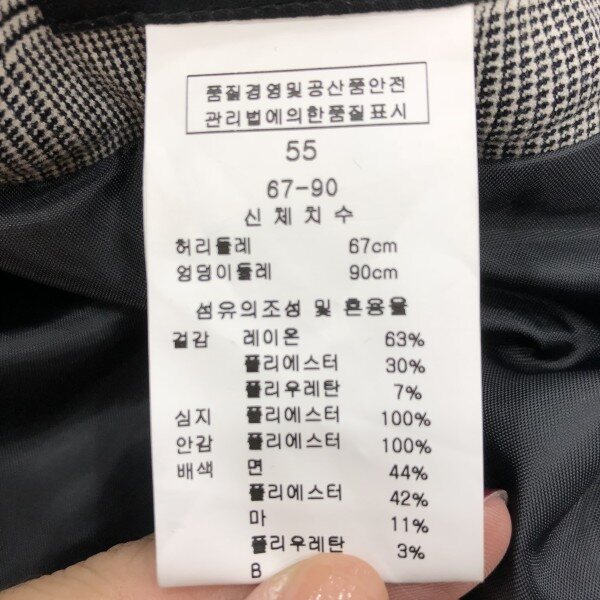 품질경영및공산품안전
관리법에의한품질표시
55
67-90
신체치수
허리둘레 67cm
엉덩이둘레 90cm
섬유의조성 및 혼용율
겉감 레이온 63%
폴리에스터 30%
폴리우레탄 7%
심지 폴리에스터 100%
안감 폴리에스터 100%
배색 면 44%
폴리에스터 42%
마 11%
폴리우레탄 3%
B